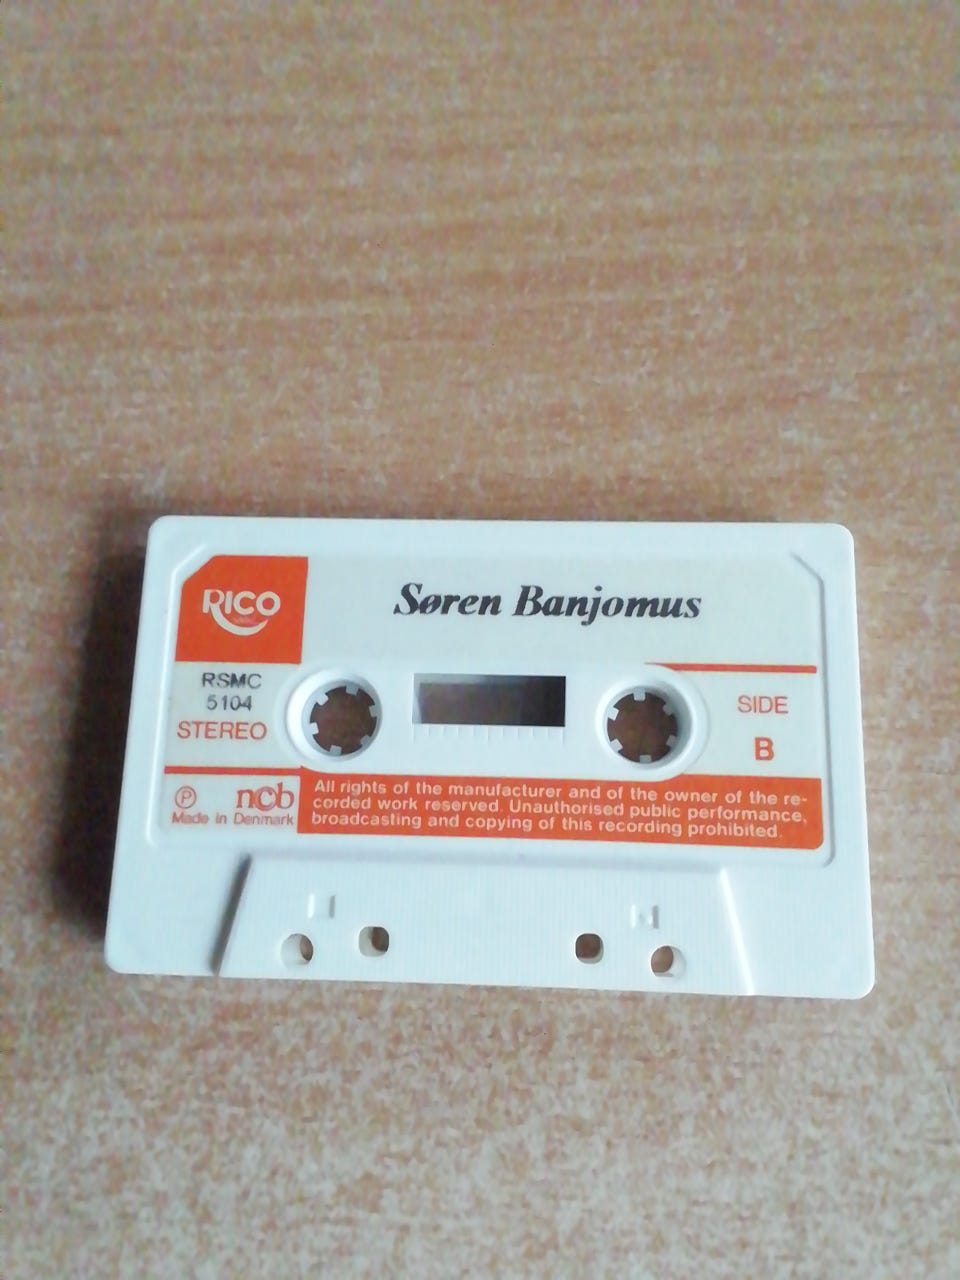 RICO
Søren Banjomus
RSMC
5104
STEREO
SIDE
B
Ⓟ ncb
Made in Denmark
All rights of the manufacturer and of the owner of the re-
corded work reserved. Unauthorised public performance,
broadcasting and copying of this recording prohibited.